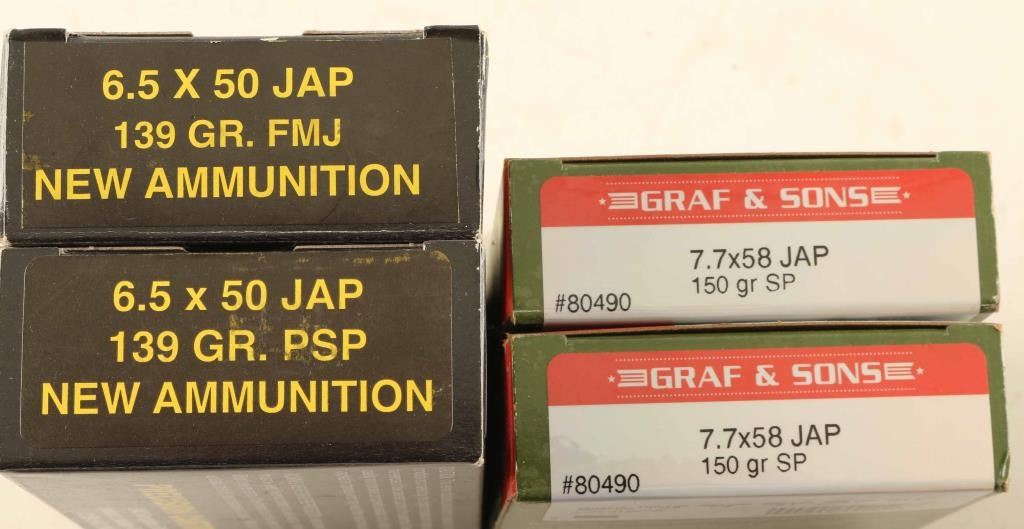 6.5 X 50 JAP
139 GR. FMJ
NEW AMMUNITION
6.5 x 50 JAP
139 GR. PSP
NEW AMMUNITION
GRAF & SONS
7.7x58 JAP
150 gr SP
#80490
GRAF & SONS
7.7x58 JAP
150 gr SP
#80490